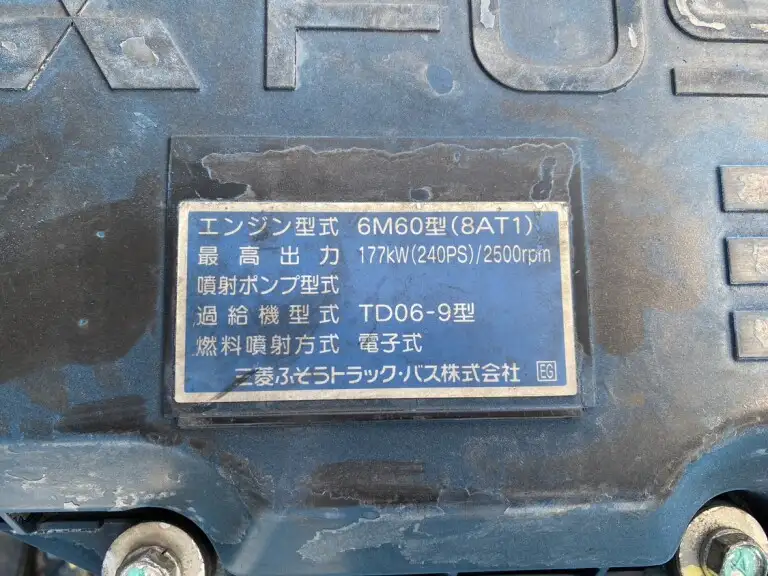 FUS
エンジン型式 6M60型(8AT1)
最高出力 177kW(240PS)/2500rpm
噴射ポンプ型式
過給機型式 TD06-9型
燃料噴射方式 電子式
三菱ふそうトラック・バス株式会社 EG